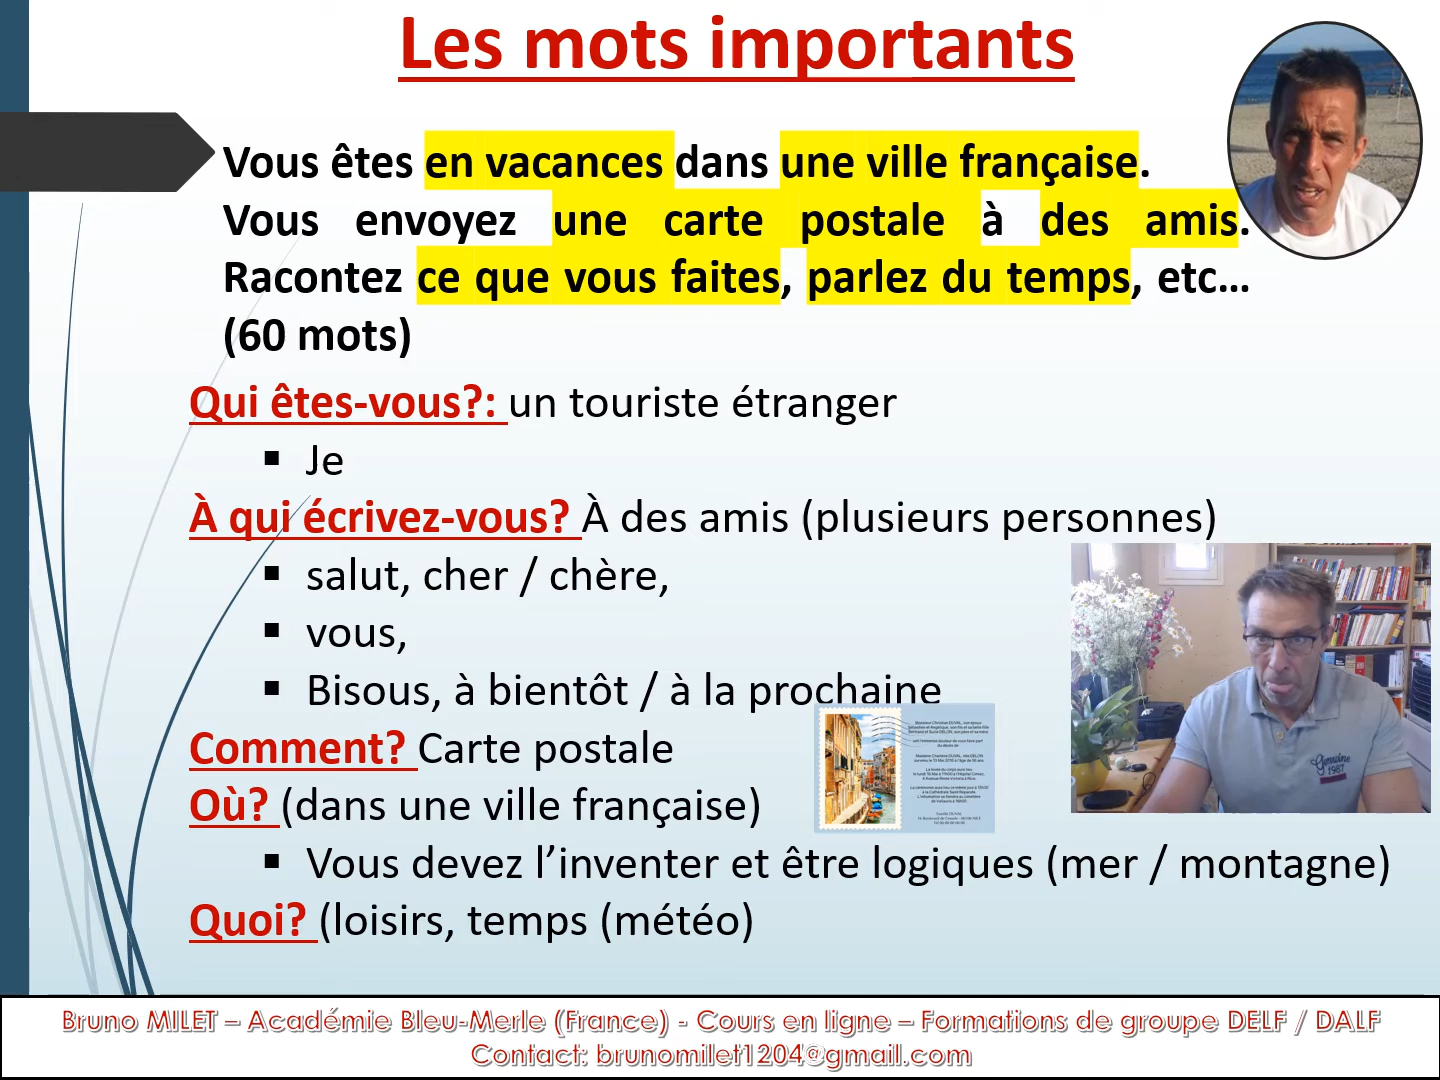 Les mots importants
Vous êtes en vacances dans une ville française.
Vous envoyez une carte postale à des amis.
Racontez ce que vous faites, parlez du temps, etc...
(60 mots)
Qui êtes-vous?: un touriste étranger
▪ Je
À qui écrivez-vous? À des amis (plusieurs personnes)
▪ salut, cher / chère,
▪ vous,
▪ Bisous, à bientôt / à la prochaine
Comment? Carte postale
Où? (dans une ville française)
▪ Vous devez l’inventer et être logiques (mer / montagne)
Quoi? (loisirs, temps (météo)
Genuine
1987
Bruno MILET – Académie Bleu-Merle (France) - Cours en ligne – Formations de groupe DELF / DALF
Contact: brunomilet1204@gmail.com